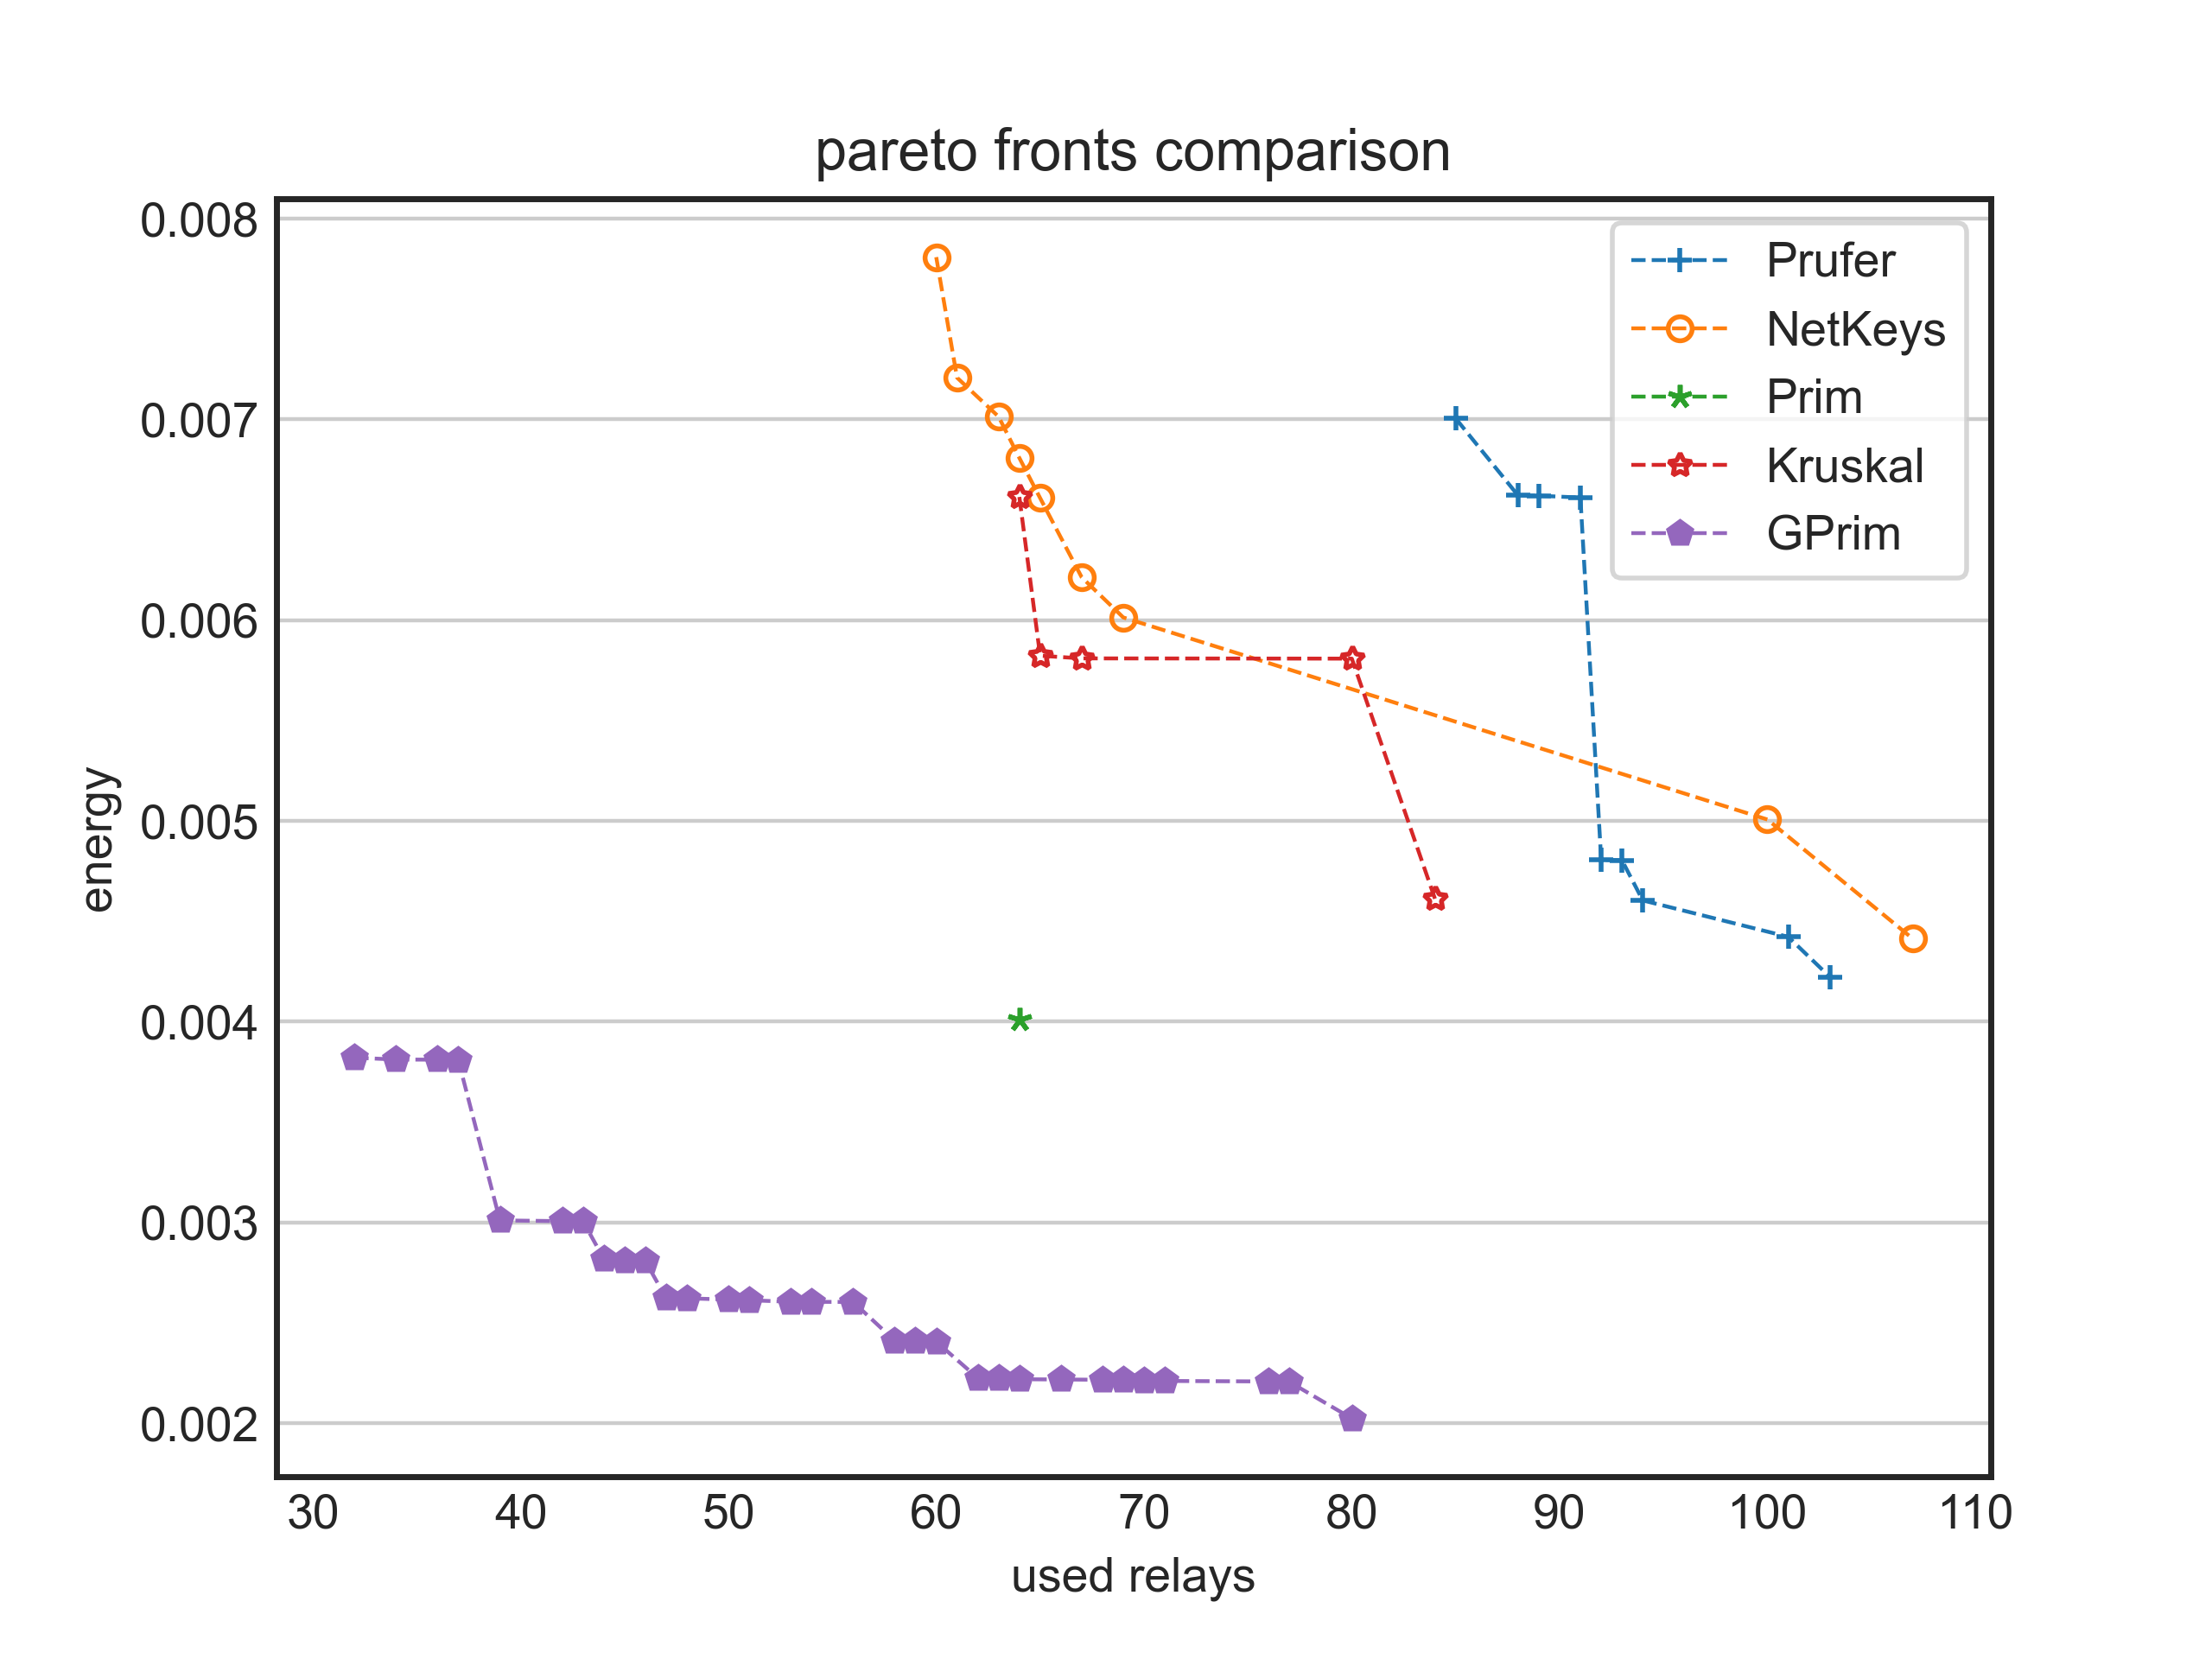 pareto fronts comparison
0.008
0.007
0.006
0.005
0.004
0.003
0.002
energy
Prufer
NetKeys
Prim
Kruskal
GPrim
30 40 50 60 70 80 90 100 110
used relays